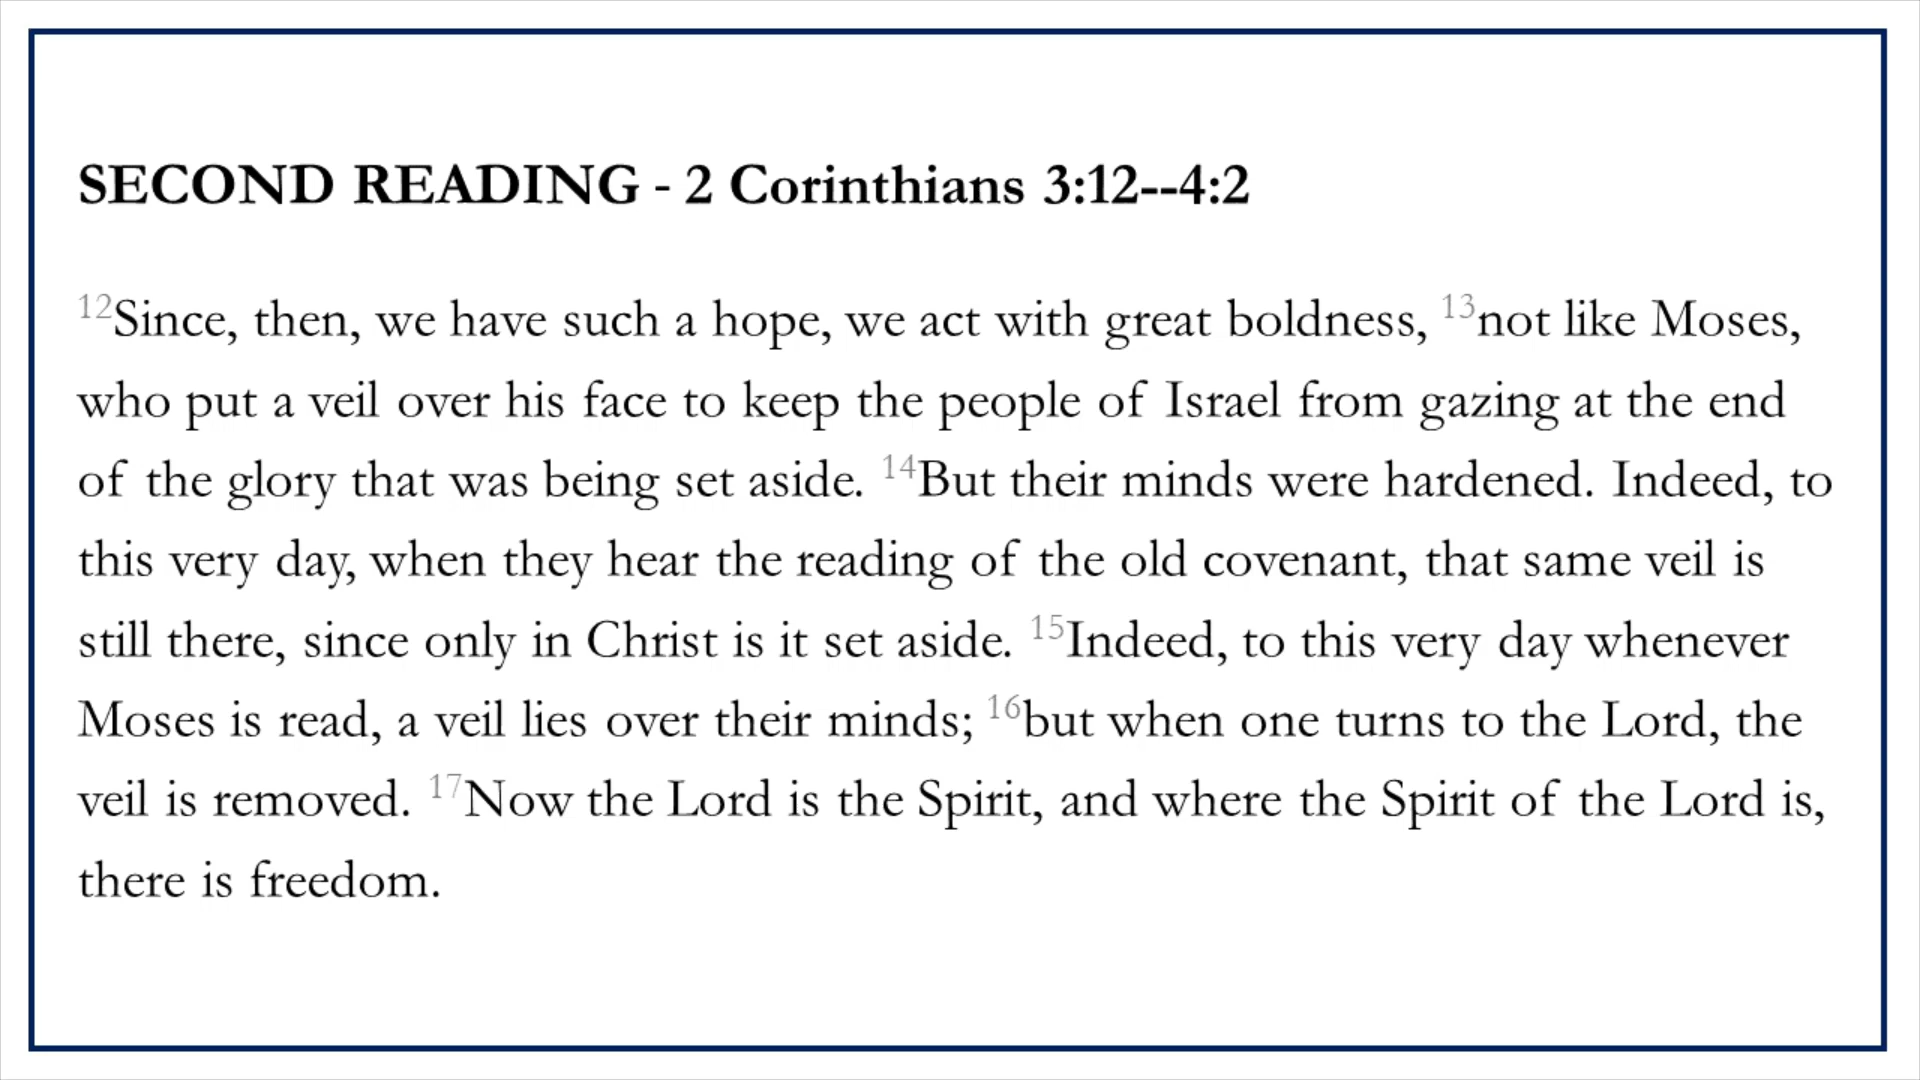 SECOND READING - 2 Corinthians 3:12--4:2
12Since, then, we have such a hope, we act with great boldness, 13not like Moses,
who put a veil over his face to keep the people of Israel from gazing at the end
of the glory that was being set aside. 14But their minds were hardened. Indeed, to
this very day, when they hear the reading of the old covenant, that same veil is
still there, since only in Christ is it set aside. 15Indeed, to this very day whenever
Moses is read, a veil lies over their minds; 16but when one turns to the Lord, the
veil is removed. 17Now the Lord is the Spirit, and where the Spirit of the Lord is,
there is freedom.